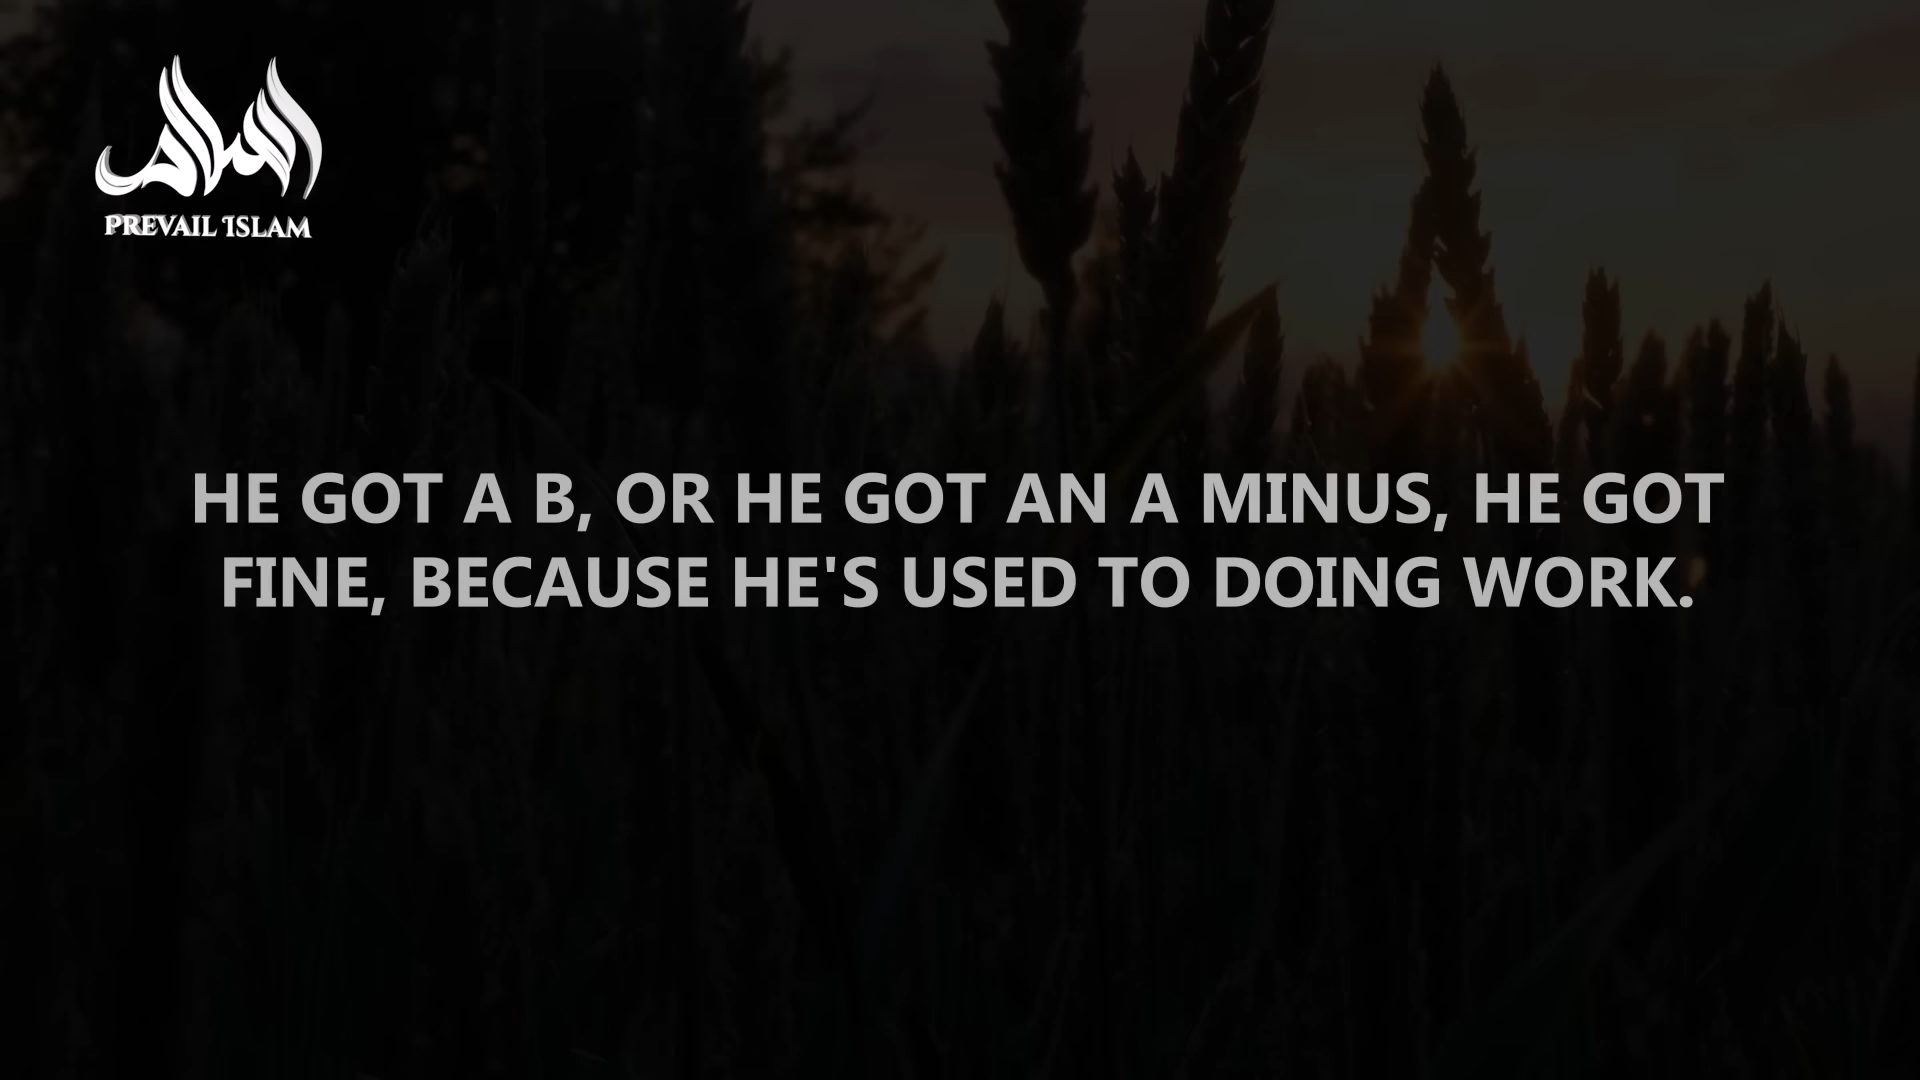 PREVAIL ISLAM
HE GOT A B, OR HE GOT AN A MINUS, HE GOT
FINE, BECAUSE HE'S USED TO DOING WORK.